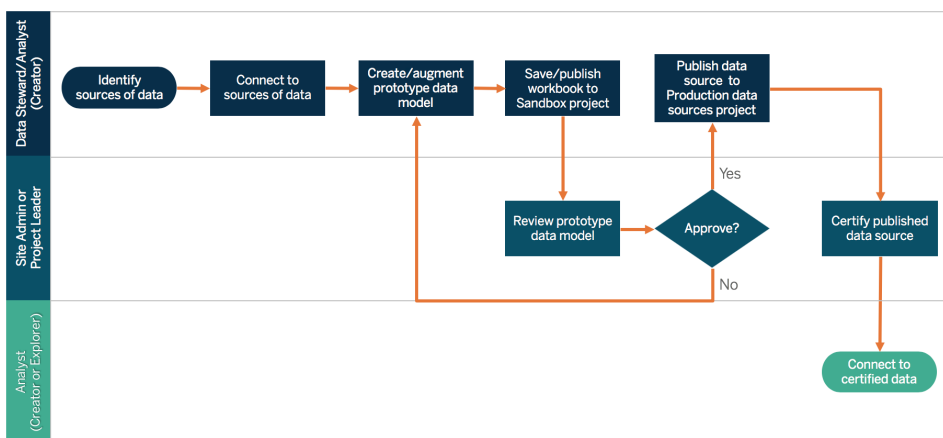 Data Steward/Analyst
(Creator)
Identify
sources of data
Connect to
sources of data
Create/augment
prototype data
model
Save/publish
workbook to
Sandbox project
Publish data
source to
Production data
sources project
Site Admin or
Project Leader
Review prototype
data model
Approve?
Yes
No
Certify published
data source
Analyst
(Creator or Explorer)
Connect to
certified data